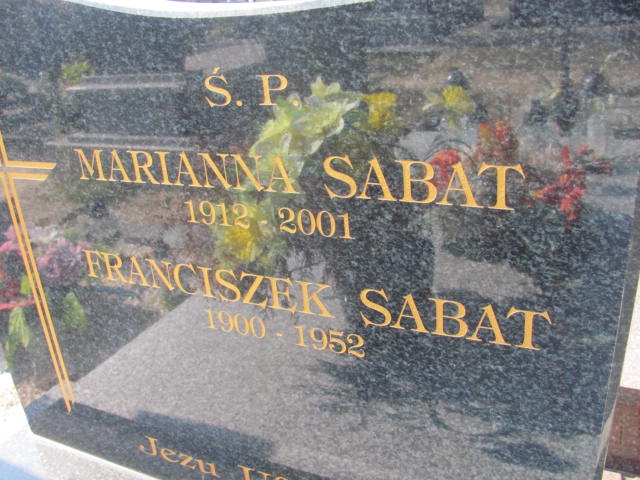 Ś. P.
MARIANNA SABAT
1912 - 2001
FRANCISZEK SABAT
1900 - 1952
Jezu